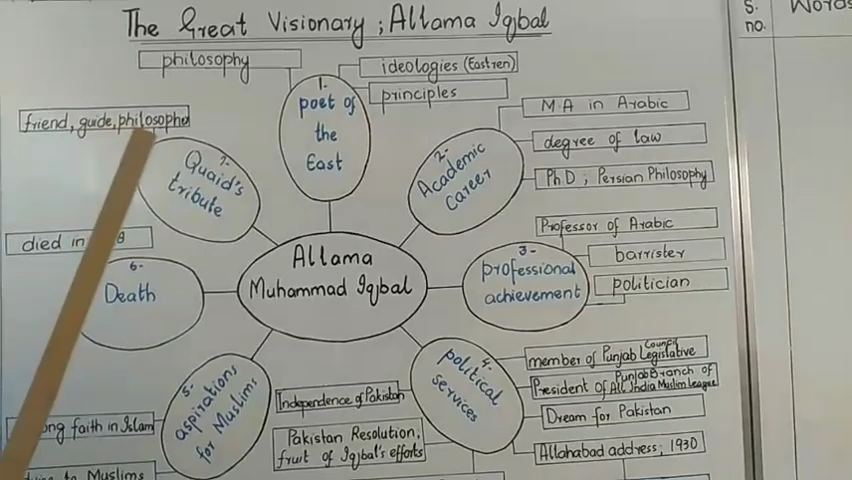 The Great Visionary ; Allama Iqbal
S.
no.
Words
philosophy
ideologies (Eastren)
principles
1-
poet of
the
East
M.A in Arabic
degree of law
Ph.D ; Persian Philosophy
2-
Academic
Career
friend, guide, philosophe
7-
Quaid's
tribute
Allama
Muhammad Iqbal
Professor of Arabic
barrister
politician
3-
professional
achievement
died in
6-
Death
member of Punjab Legislative
Council
President of All India Muslim League
Punjab Branch of
Dream for Pakistan
Allahabad address; 1930
4-
political
services
Independence of Pakistan
Pakistan Resolution,
fruit of Iqbal's efforts
5-
aspirations
for Muslims
faith in Islam
to Muslims